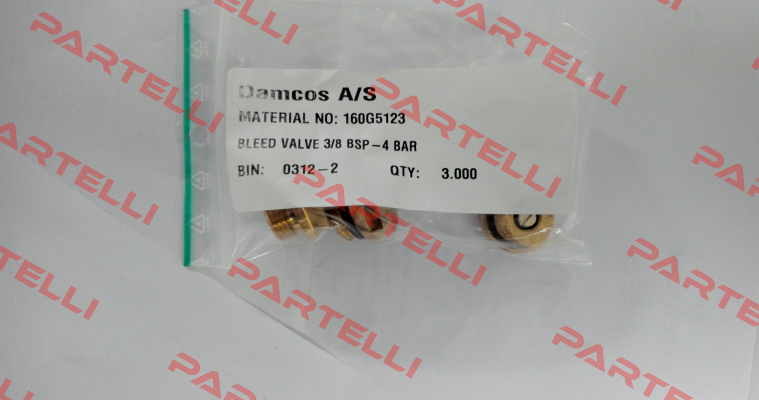 Damcos A/S
MATERIAL NO: 160G5123
BLEED VALVE 3/8 BSP-4 BAR
BIN: 0312-2 QTY: 3.000
PARTELLI
PARTELLI
PARTELLI
PARTELLI
PARTELLI
PARTELLI
PARTELLI
PARTELLI
PARTELLI